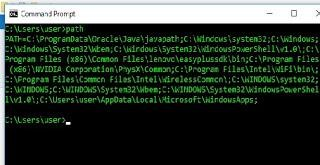 Command Prompt
C:\Users\user>path
PATH=C:\ProgramData\Oracle\Java\javapath;C:\Windows\system32;C:\Windows;
C:\Windows\System32\Wbem;C:\Windows\System32\WindowsPowerShell\v1.0\;C:\
Program Files (x86)\Common Files\lenovo\easyplussdk\bin;C:\Program Files
(x86)\NVIDIA Corporation\PhysX\Common;C:\Program Files\Intel\WiFi\bin\;
C:\Program Files\Common Files\Intel\WirelessCommon\;C:\WINDOWS\system32;
C:\WINDOWS;C:\WINDOWS\System32\Wbem;C:\WINDOWS\System32\WindowsPowerShel
l\v1.0\;C:\Users\user\AppData\Local\Microsoft\WindowsApps;
C:\Users\user>